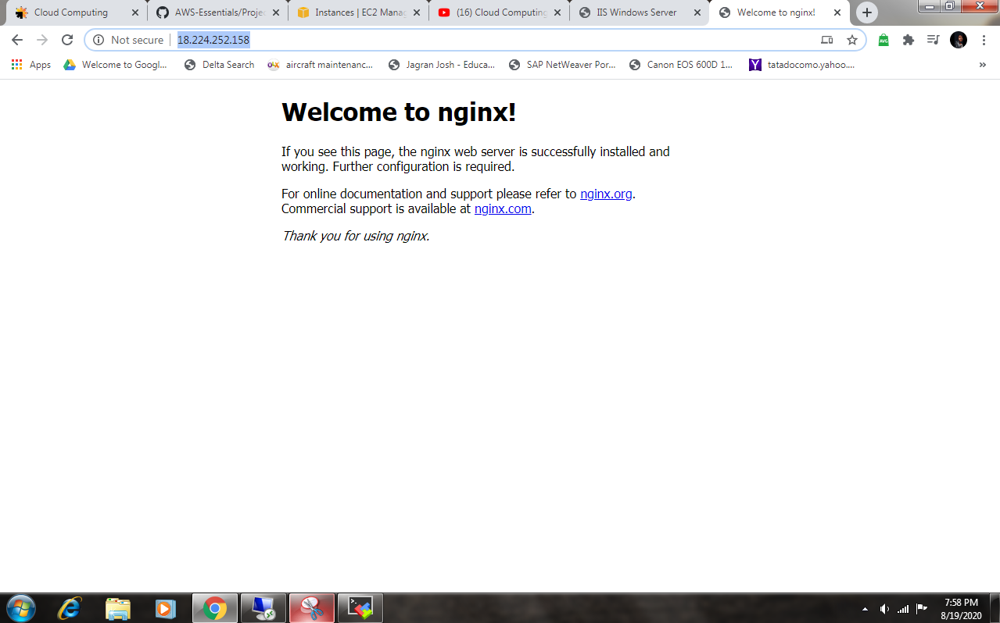 Cloud Computing
AWS-Essentials/Proje
Instances | EC2 Manag
(16) Cloud Computing
IIS Windows Server
Welcome to nginx!
Not secure
18.224.252.158
AVG
Apps
Welcome to Googl...
Delta Search
OLX
aircraft maintenanc...
Jagran Josh - Educa...
SAP NetWeaver Por...
Canon EOS 600D 1...
Y
tatadocomo.yahoo....
»
Welcome to nginx!
If you see this page, the nginx web server is successfully installed and
working. Further configuration is required.
For online documentation and support please refer to nginx.org.
Commercial support is available at nginx.com.
Thank you for using nginx.
7:58 PM
8/19/2020